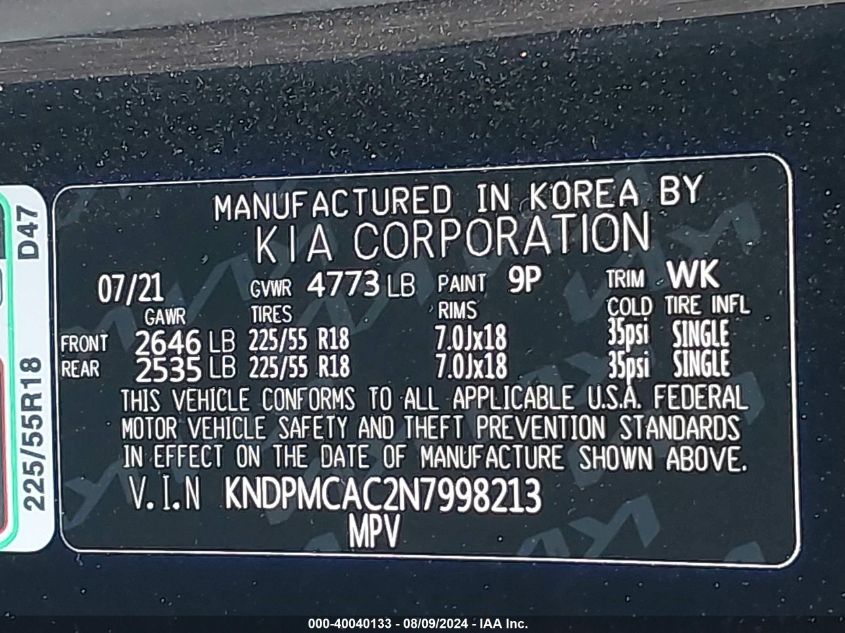 MANUFACTURED IN KOREA BY
KIA CORPORATION
07/21 GVWR 4773 LB PAINT 9P TRIM WK
GAWR TIRES RIMS COLD TIRE INFL
FRONT 2646 LB 225/55 R18 7.0Jx18 35psi SINGLE
REAR 2535 LB 225/55 R18 7.0Jx18 35psi SINGLE
THIS VEHICLE CONFORMS TO ALL APPLICABLE U.S.A. FEDERAL
MOTOR VEHICLE SAFETY AND THEFT PREVENTION STANDARDS
IN EFFECT ON THE DATE OF MANUFACTURE SHOWN ABOVE.
V.I.N KNDPMCAC2N7998213
MPV
225/55R18 D47
000-40040133 - 08/09/2024 - IAA Inc.